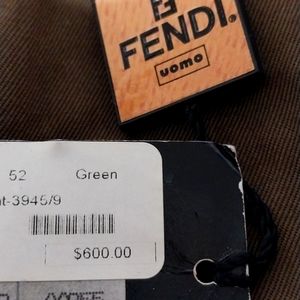 FENDI
uomo
52 Green
nt-3945/9
$600.00